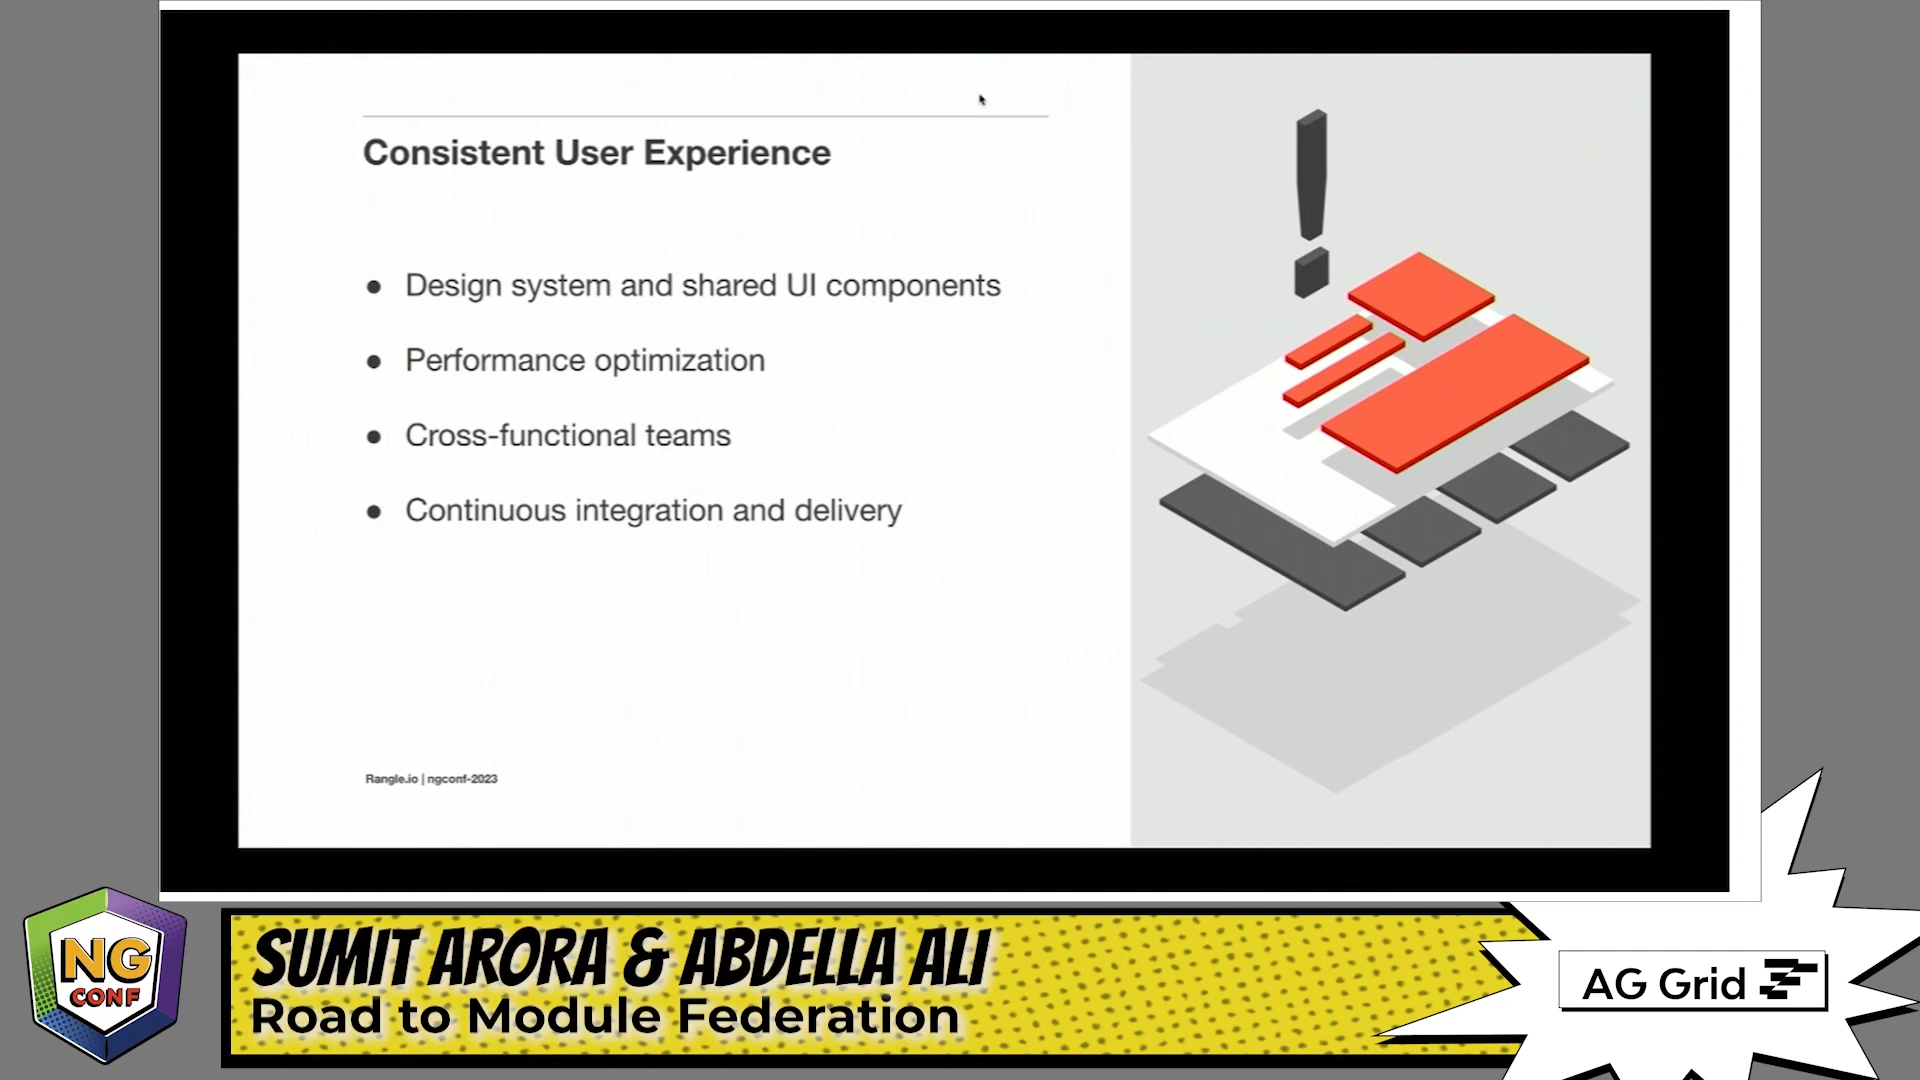 Consistent User Experience
● Design system and shared UI components
● Performance optimization
● Cross-functional teams
● Continuous integration and delivery
Rangle.io | ngconf-2023
NG
CONF
SUMIT ARORA & ABDELLA ALI
Road to Module Federation
AG Grid